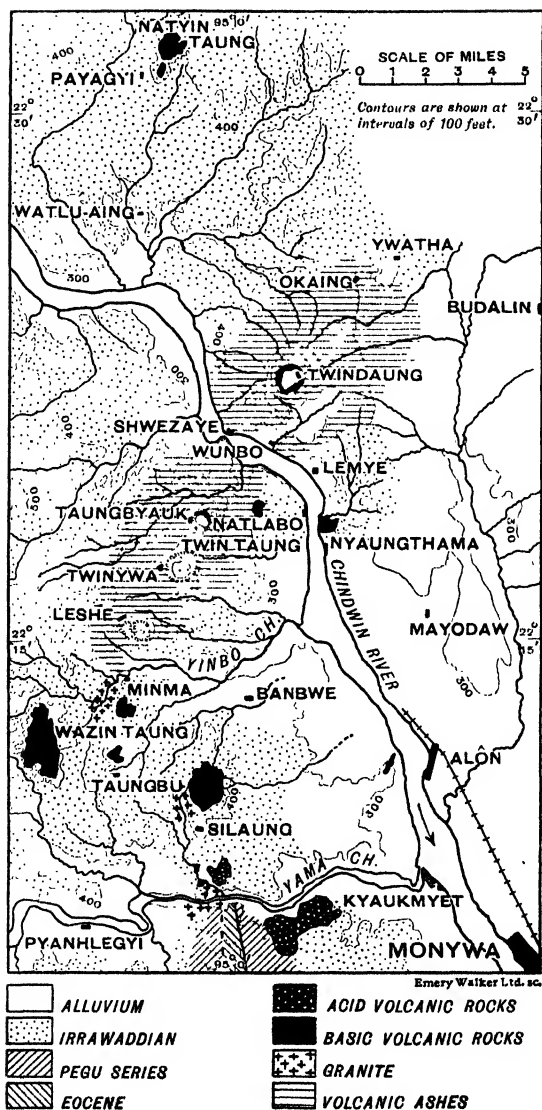 NATYIN
95°10'
TAUNG
400
PAYAGYI
SCALE OF MILES
0 1 2 3 4 5
Contours are shown at
intervals of 100 feet.
22°
30'
22°
30'
400
WATLU-AING
YWATHA
300
OKAING
BUDALIN
400
TWINDAUNG
300
400
SHWEZAYE
WUNBO
LEMYE
300
TAUNGBYAUK
NATLABO
TWIN TAUNG
NYAUNGTHAMA
300
TWINYWA
300
LESHE
CHINDWIN RIVER
MAYODAW
22°
15'
22°
15'
YINBO CH.
300
MINMA
BANBWE
WAZIN TAUNG
ALÔN
TAUNGBU
400
300
SILAUNG
YAMA CH.
400
KYAUKMYET
PYANHLEGYI
95°0'
MONYWA
Emery Walker Ltd. sc.
ALLUVIUM
ACID VOLCANIC ROCKS
IRRAWADDIAN
BASIC VOLCANIC ROCKS
PEGU SERIES
GRANITE
EOCENE
VOLCANIC ASHES